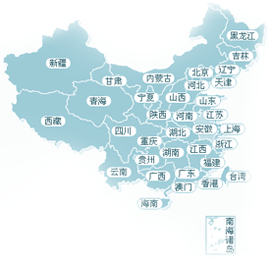 黑龙江
吉林
辽宁
新疆
内蒙古
北京
天津
甘肃
河北
宁夏
山西
山东
青海
陕西
河南
江苏
西藏
四川
湖北
安徽
上海
重庆
浙江
贵州
湖南
江西
云南
福建
广西
广东
台湾
澳门
香港
海南
南海诸岛